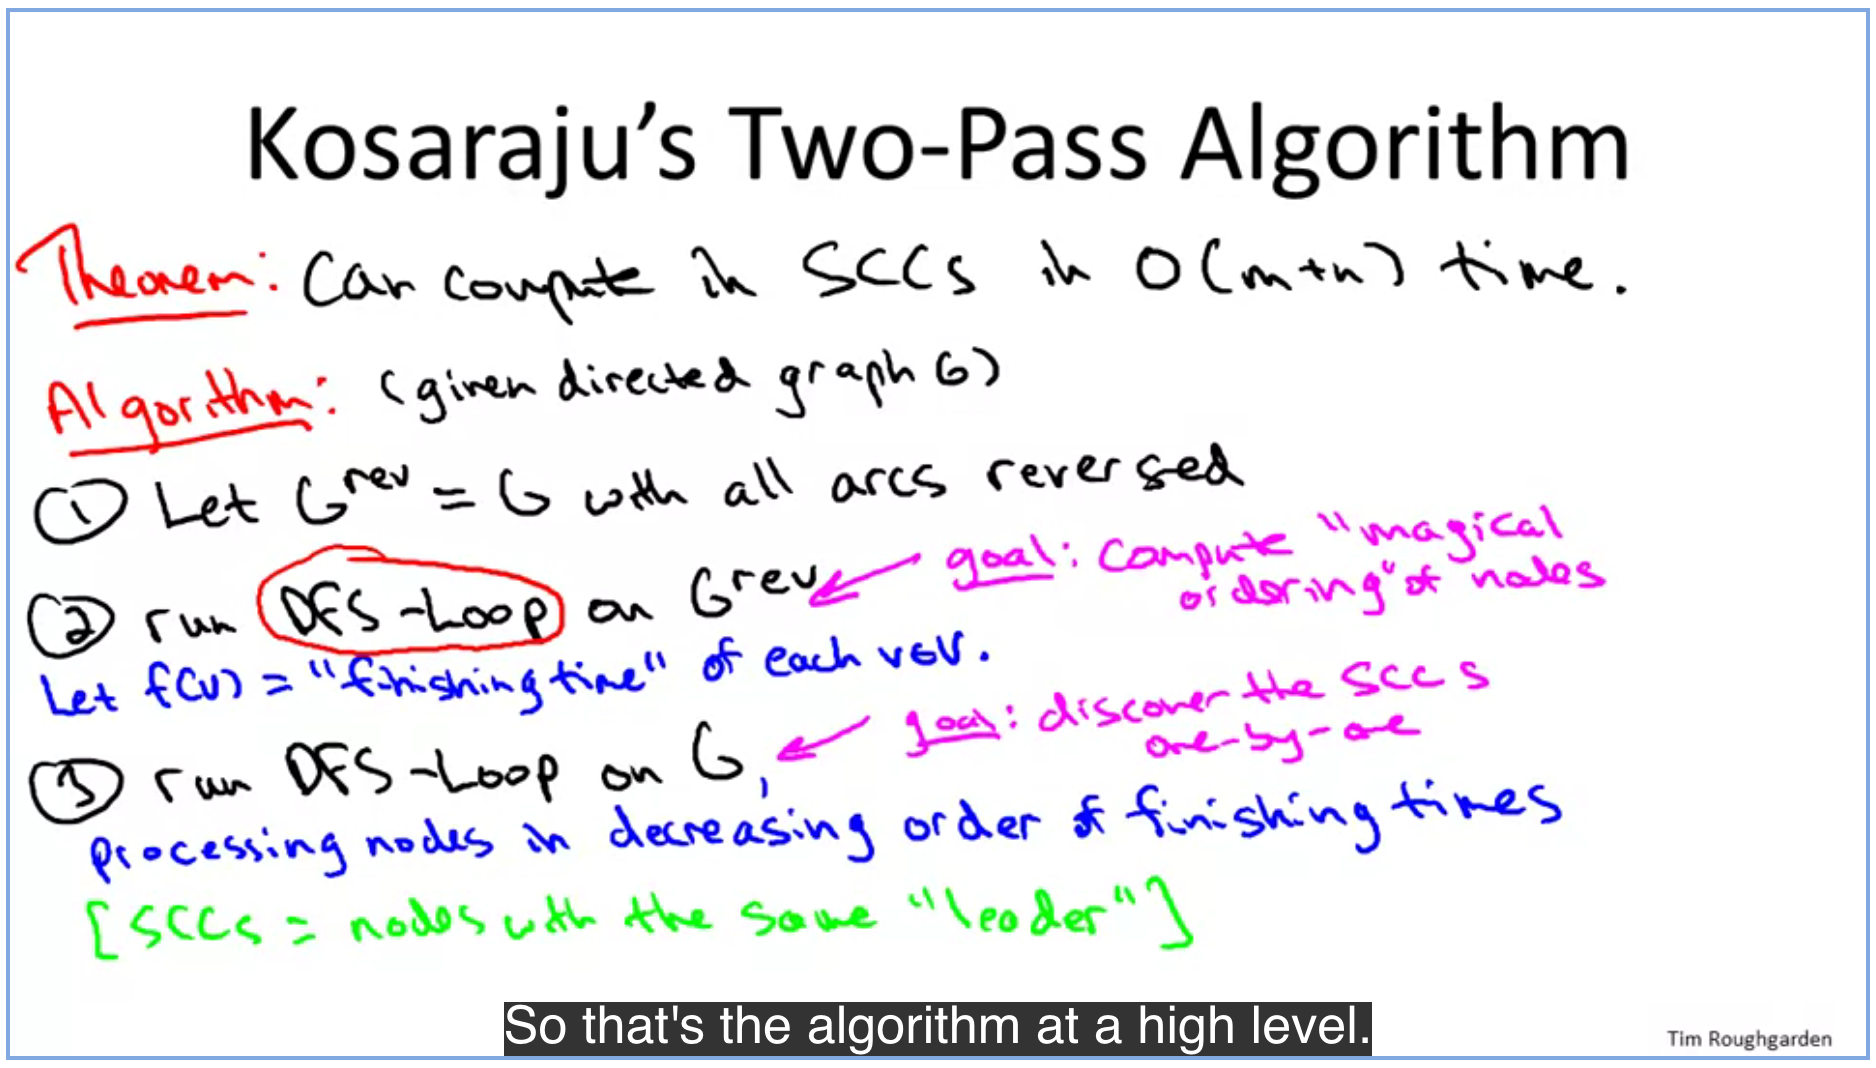 Kosaraju's Two-Pass Algorithm
Theorem: Can compute in SCCs in O(m+n) time.
Algorithm: (given directed graph G)
① Let G^rev = G with all arcs reversed
② run DFS-Loop on G^rev
goal: compute "magical
ordering" of nodes
Let f(v) = "finishing time" of each v∈V.
③ run DFS-Loop on G,
goal: discover the SCCs
one-by-one
processing nodes in decreasing order of finishing times
[SCCs = nodes with the same "leader"]
So that's the algorithm at a high level.
Tim Roughgarden